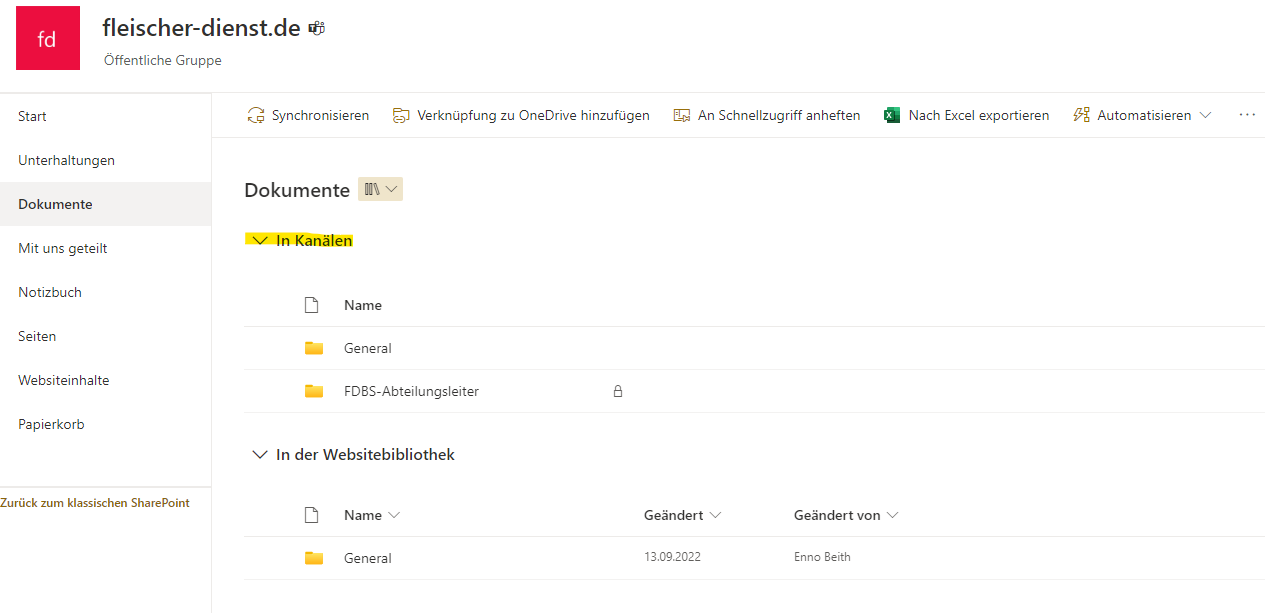 fd
fleischer-dienst.de
Öffentliche Gruppe
Start
Unterhaltungen
Dokumente
Mit uns geteilt
Notizbuch
Seiten
Websiteinhalte
Papierkorb
Zurück zum klassischen SharePoint
Synchronisieren Verknüpfung zu OneDrive hinzufügen An Schnellzugriff anheften Nach Excel exportieren Automatisieren ...
Dokumente
In Kanälen
Name
General
FDBS-Abteilungsleiter
In der Websitebibliothek
Name Geändert Geändert von
General 13.09.2022 Enno Beith